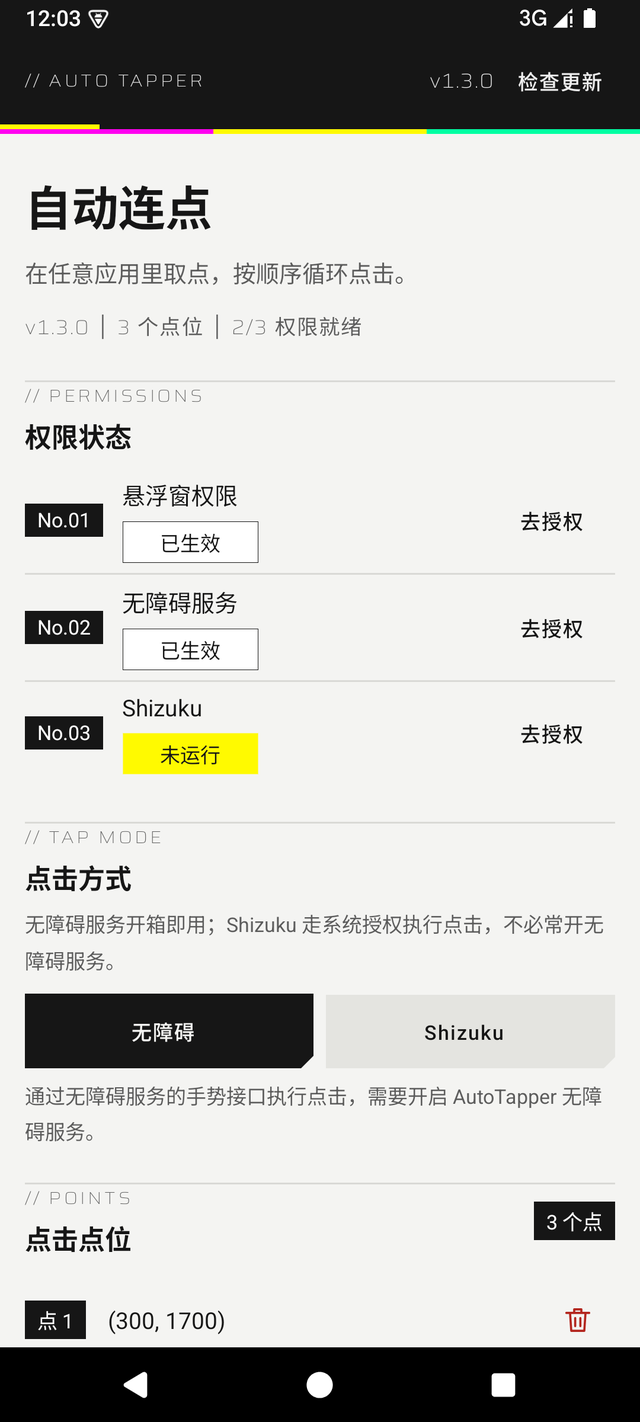 12:03
3G
// AUTO TAPPER
v1.3.0 检查更新
自动连点
在任意应用里取点，按顺序循环点击。
v1.3.0 | 3 个点位 | 2/3 权限就绪
// PERMISSIONS
权限状态
No.01
悬浮窗权限
已生效
去授权
No.02
无障碍服务
已生效
去授权
No.03
Shizuku
未运行
去授权
// TAP MODE
点击方式
无障碍服务开箱即用；Shizuku 走系统授权执行点击，不必常开无
障碍服务。
无障碍
Shizuku
通过无障碍服务的手势接口执行点击，需要开启 AutoTapper 无障
碍服务。
// POINTS
点击点位
3 个点
点 1
(300, 1700)